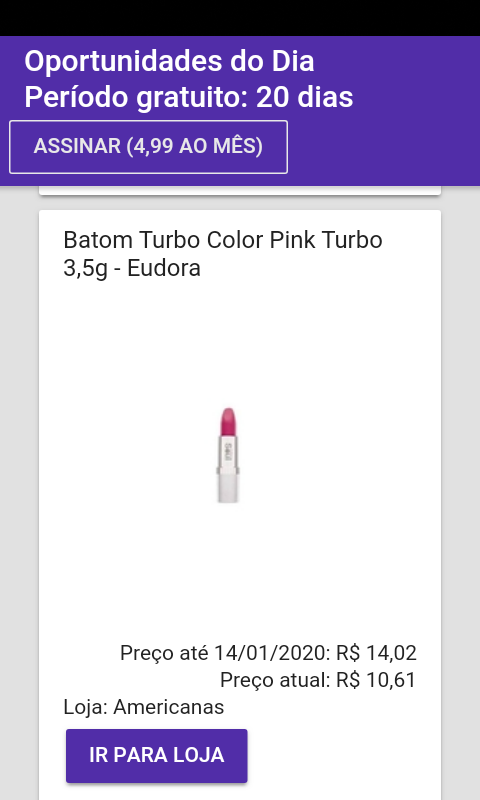 Oportunidades do Dia
Período gratuito: 20 dias
ASSINAR (4,99 AO MÊS)
Batom Turbo Color Pink Turbo
3,5g - Eudora
Preço até 14/01/2020: R$ 14,02
Preço atual: R$ 10,61
Loja: Americanas
IR PARA LOJA